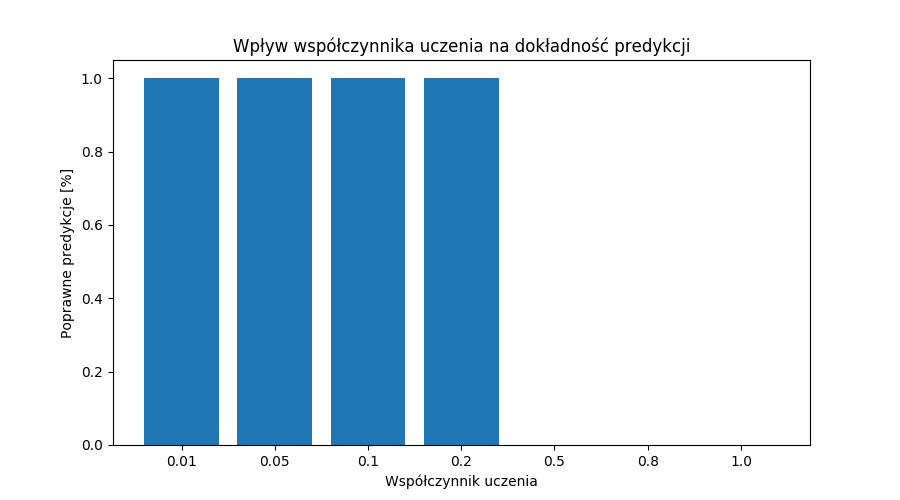 Wpływ współczynnika uczenia na dokładność predykcji
Poprawne predykcje [%]
1.0
0.8
0.6
0.4
0.2
0.0
0.01 0.05 0.1 0.2 0.5 0.8 1.0
Współczynnik uczenia